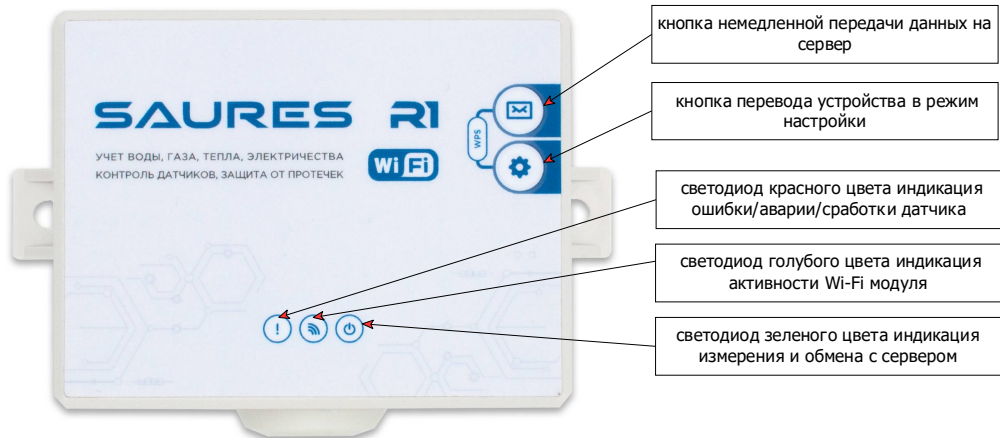 кнопка немедленной передачи данных на
сервер
SAURES R1
WPS
кнопка перевода устройства в режим
настройки
УЧЕТ ВОДЫ, ГАЗА, ТЕПЛА, ЭЛЕКТРИЧЕСТВА
КОНТРОЛЬ ДАТЧИКОВ, ЗАЩИТА ОТ ПРОТЕЧЕК
Wi Fi
светодиод красного цвета индикация
ошибки/аварии/сработки датчика
светодиод голубого цвета индикация
активности Wi-Fi модуля
!
светодиод зеленого цвета индикация
измерения и обмена с сервером